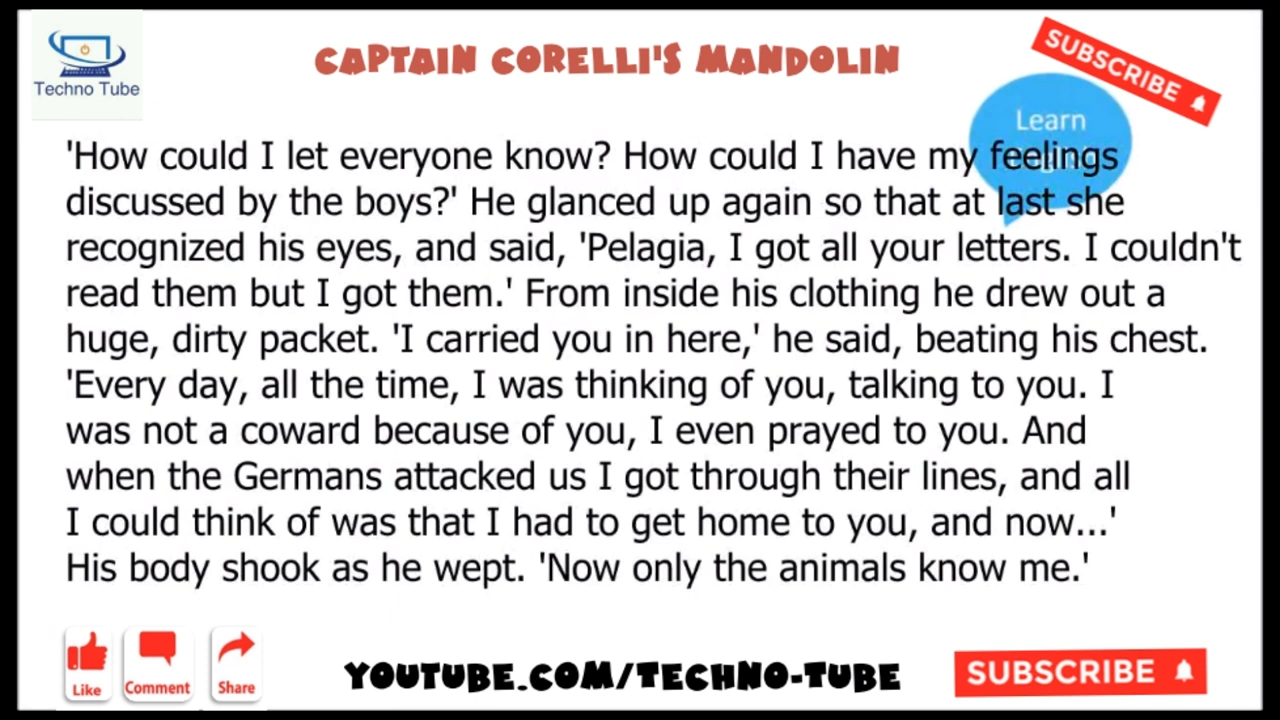 Techno Tube
CAPTAIN CORELLI'S MANDOLIN
SUBSCRIBE
Learn
'How could I let everyone know? How could I have my feelings
discussed by the boys?' He glanced up again so that at last she
recognized his eyes, and said, 'Pelagia, I got all your letters. I couldn't
read them but I got them.' From inside his clothing he drew out a
huge, dirty packet. 'I carried you in here,' he said, beating his chest.
'Every day, all the time, I was thinking of you, talking to you. I
was not a coward because of you, I even prayed to you. And
when the Germans attacked us I got through their lines, and all
I could think of was that I had to get home to you, and now...'
His body shook as he wept. 'Now only the animals know me.'
Like
Comment
Share
YOUTUBE.COM/TECHNO-TUBE
SUBSCRIBE